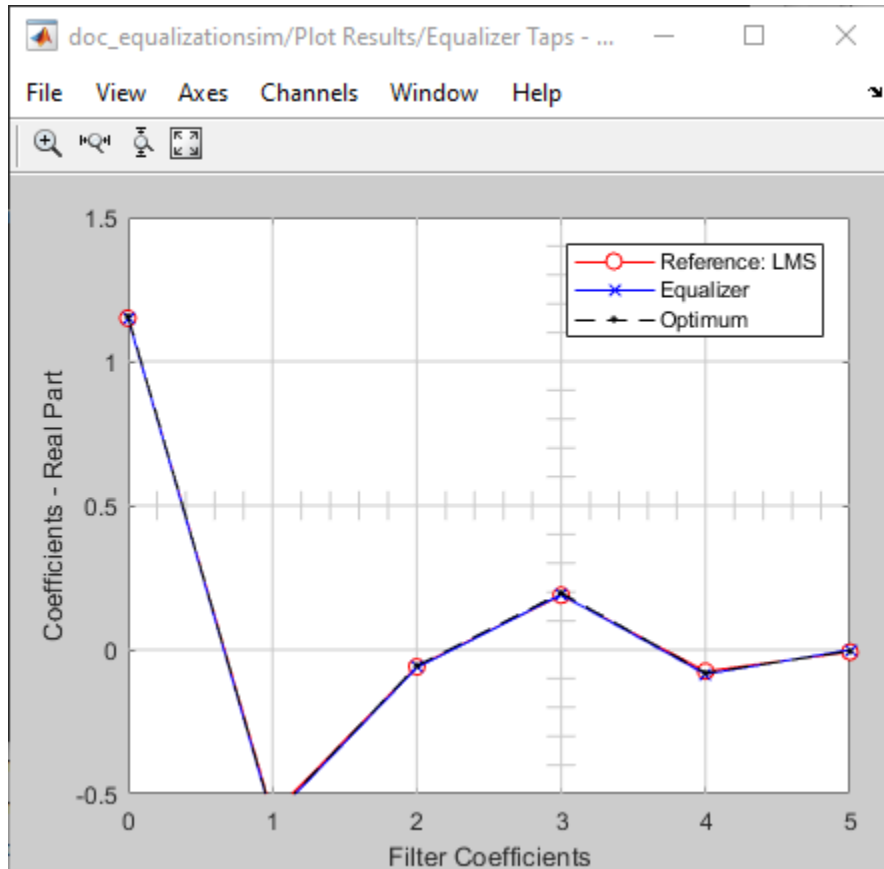 doc_equalizationsim/Plot Results/Equalizer Taps - ...
File View Axes Channels Window Help
1.5
1
0.5
0
-0.5
Coefficients - Real Part
Reference: LMS
Equalizer
Optimum
0 1 2 3 4 5
Filter Coefficients